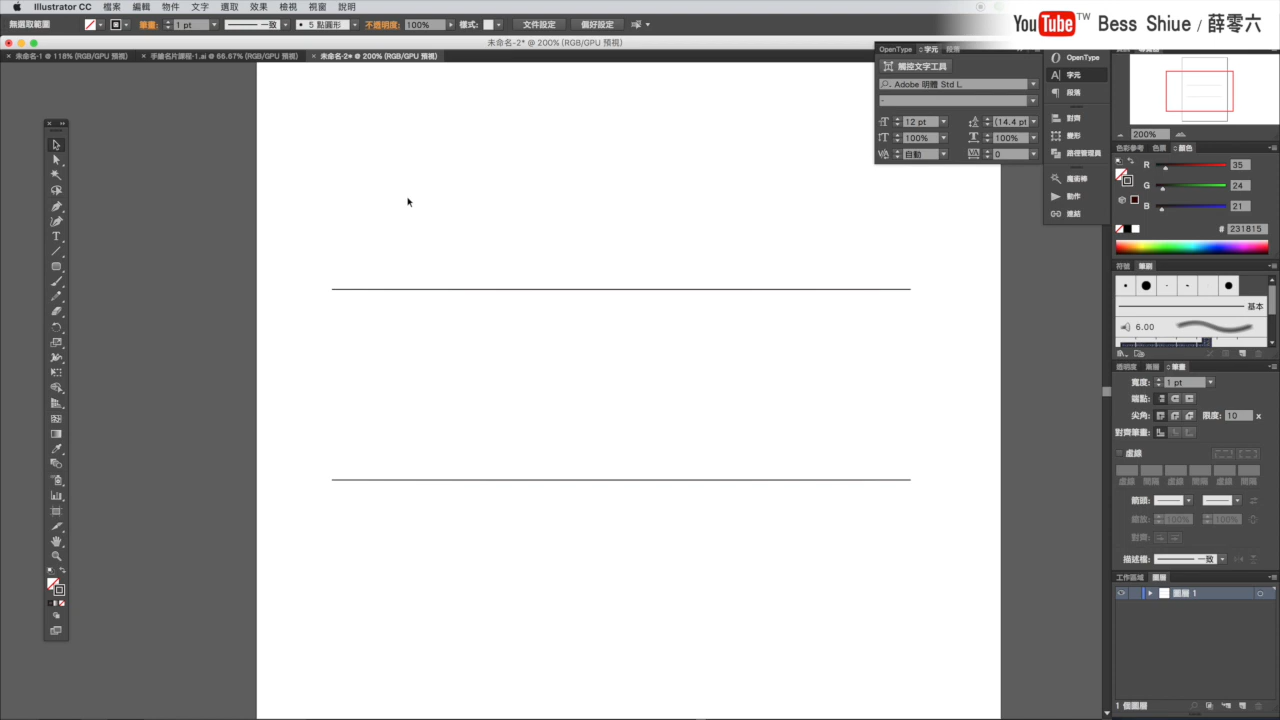 Illustrator CC 檔案 編輯 物件 文字 選取 效果 檢視 視窗 說明
YouTube TW Bess Shiue / 薛零六
無選取範圍 筆畫: 1 pt 一致 5 點圓形 不透明度: 100% 樣式: 文件設定 偏好設定
未命名-2* @ 200% (RGB/GPU 預視)
未命名-1 @ 118% (RGB/GPU 預視) 手繪名片課程-1.ai @ 66.67% (RGB/GPU 預視) 未命名-2* @ 200% (RGB/GPU 預視)
OpenType 字元 段落
觸控文字工具
Adobe 明體 Std L
-
12 pt (14.4 pt
100% 100%
自動 0
OpenType
字元
段落
對齊
變形
路徑管理員
魔術棒
動作
連結
200%
色彩參考 色票 顏色
R 35
G 24
B 21
# 231815
符號 筆刷
基本
6.00
透明度 漸層 筆畫
寬度: 1 pt
端點:
尖角: 限度: 10 x
對齊筆畫:
虛線
虛線 間隔 虛線 間隔 虛線 間隔
箭頭:
縮放: 100% 100%
對齊:
描述檔: 一致
工作區域 圖層
圖層 1
1 個圖層